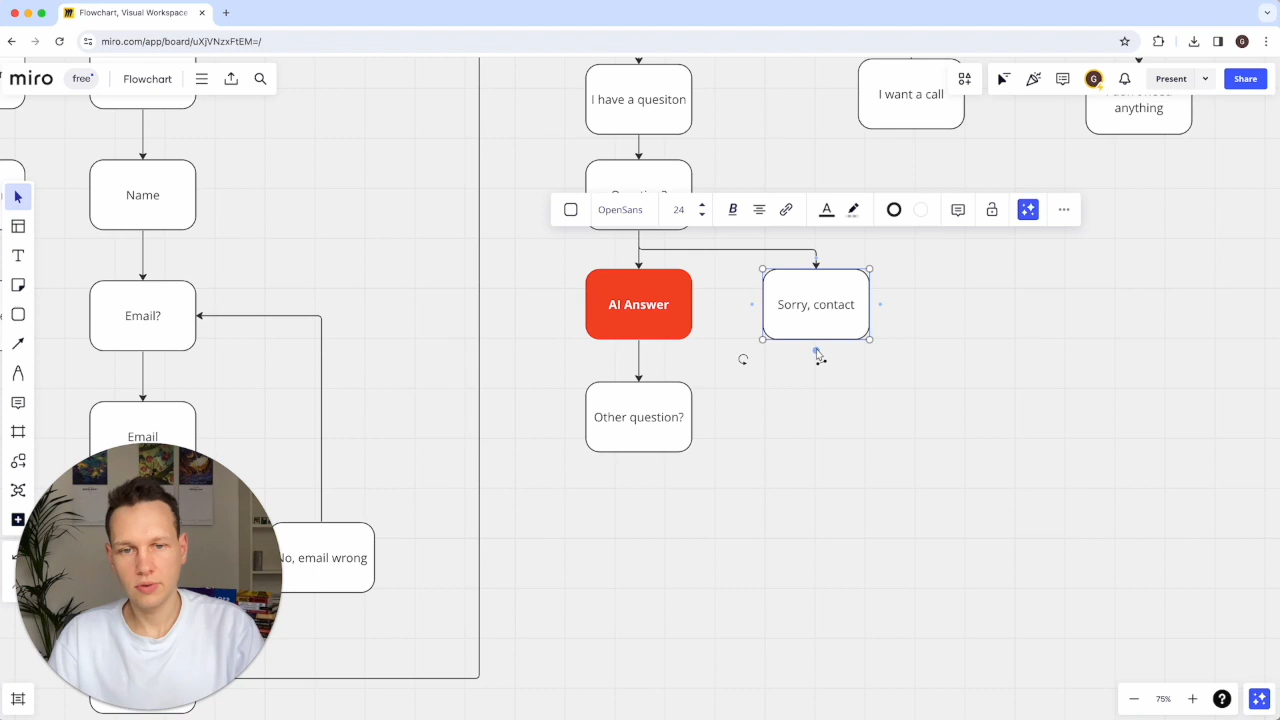 Flowchart, Visual Workspace
miro.com/app/board/uXjVNzxFtEM=/
G
miro
free
Flowchart
G
Present
Share
I have a quesiton
I want a call
anything
Name
OpenSans
24
B
A
AI Answer
Sorry, contact
Email?
Other question?
Email
No, email wrong
75%